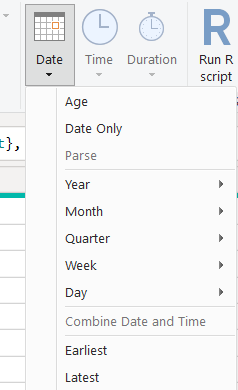 Date
Time
Duration
Run R
script
t},
Age
Date Only
Parse
Year
Month
Quarter
Week
Day
Combine Date and Time
Earliest
Latest